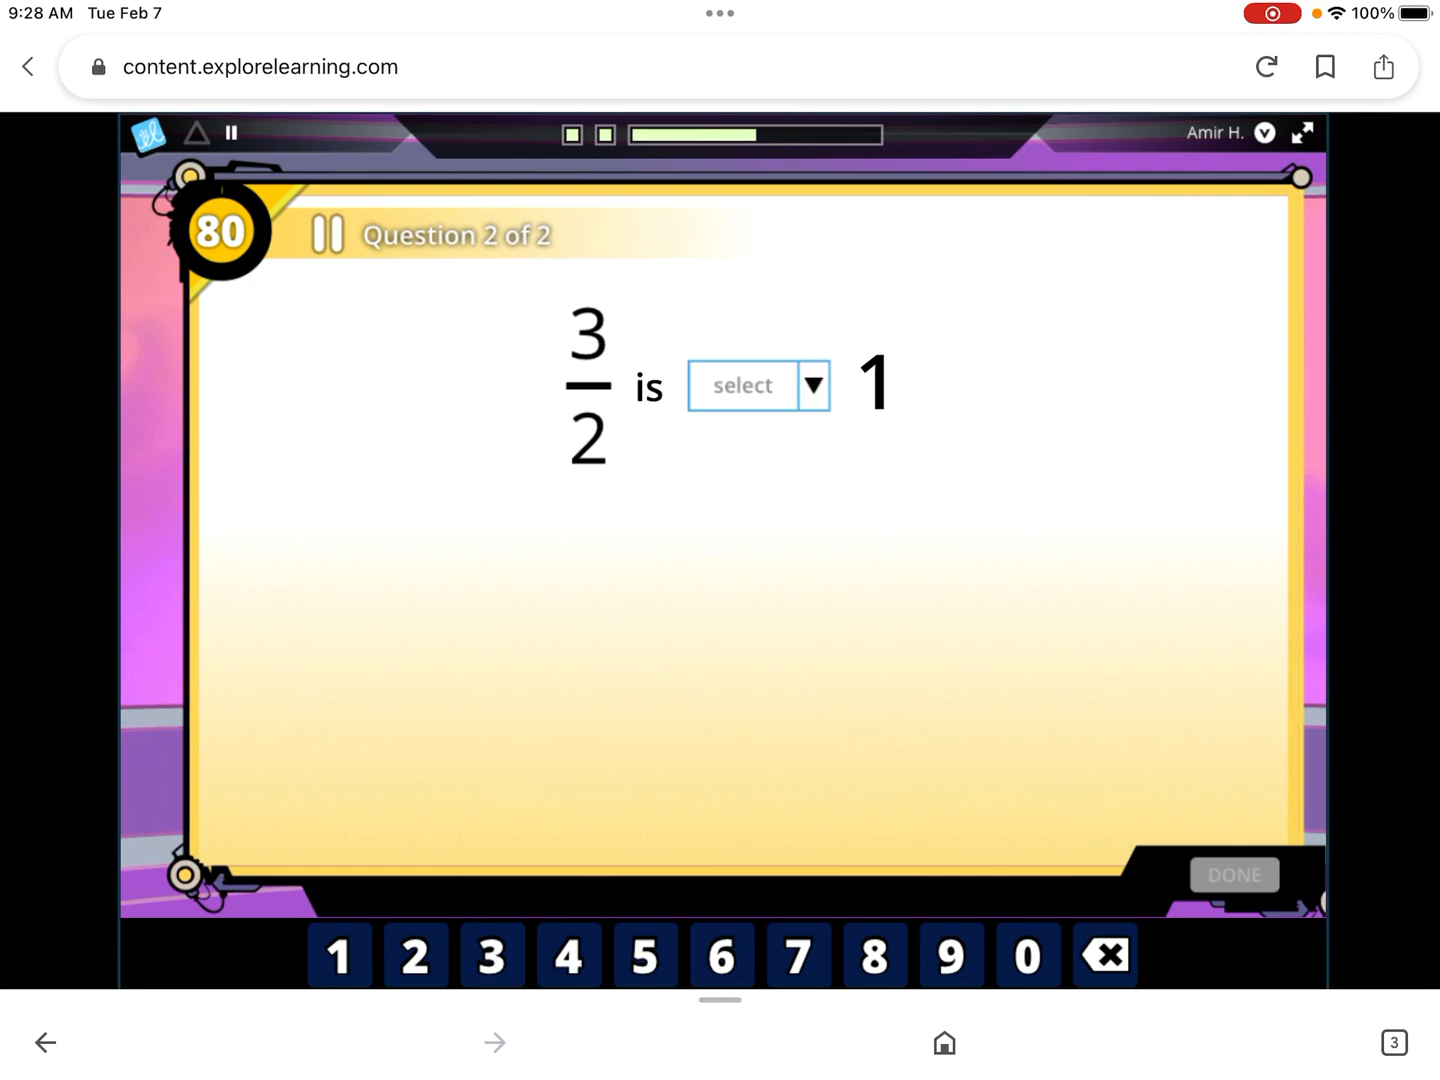 9:28 AM Tue Feb 7 100%
content.explorelearning.com
Amir H.
80 Question 2 of 2
3
2
is select 1
DONE
1 2 3 4 5 6 7 8 9 0
3